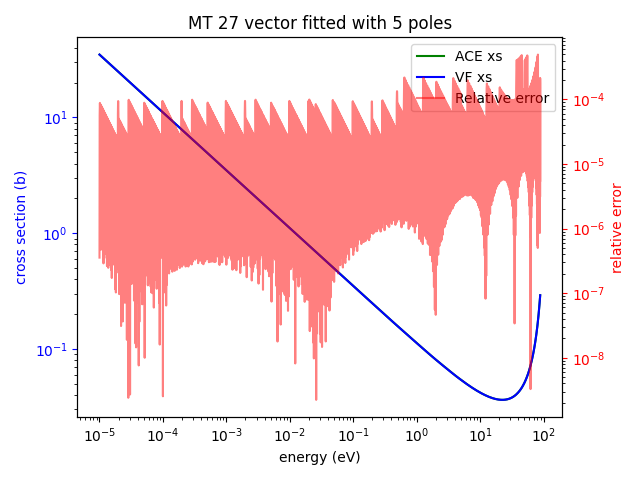 MT 27 vector fitted with 5 poles
ACE xs
VF xs
Relative error
cross section (b)
10^1
10^0
10^-1
10^-4
10^-5
10^-6
10^-7
10^-8
relative error
10^-5 10^-4 10^-3 10^-2 10^-1 10^0 10^1 10^2
energy (eV)